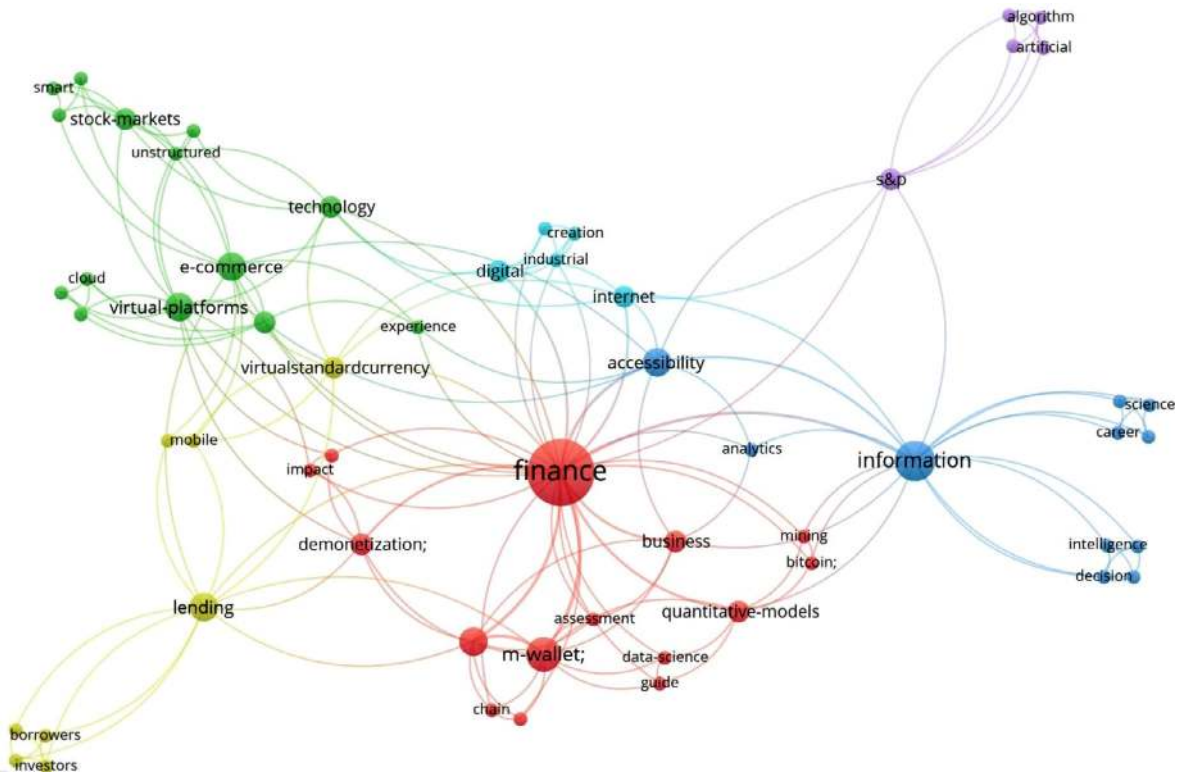 algorithm
artificial
smart
stock-markets
unstructured
s&p
technology
creation
industrial
e-commerce
digital
cloud
internet
virtual-platforms
experience
accessibility
virtualstandardcurrency
science
career
mobile
analytics
information
impact
finance
mining
business
demonetization;
intelligence
bitcoin;
decision
lending
assessment
quantitative-models
m-wallet;
data-science
guide
chain
borrowers
investors